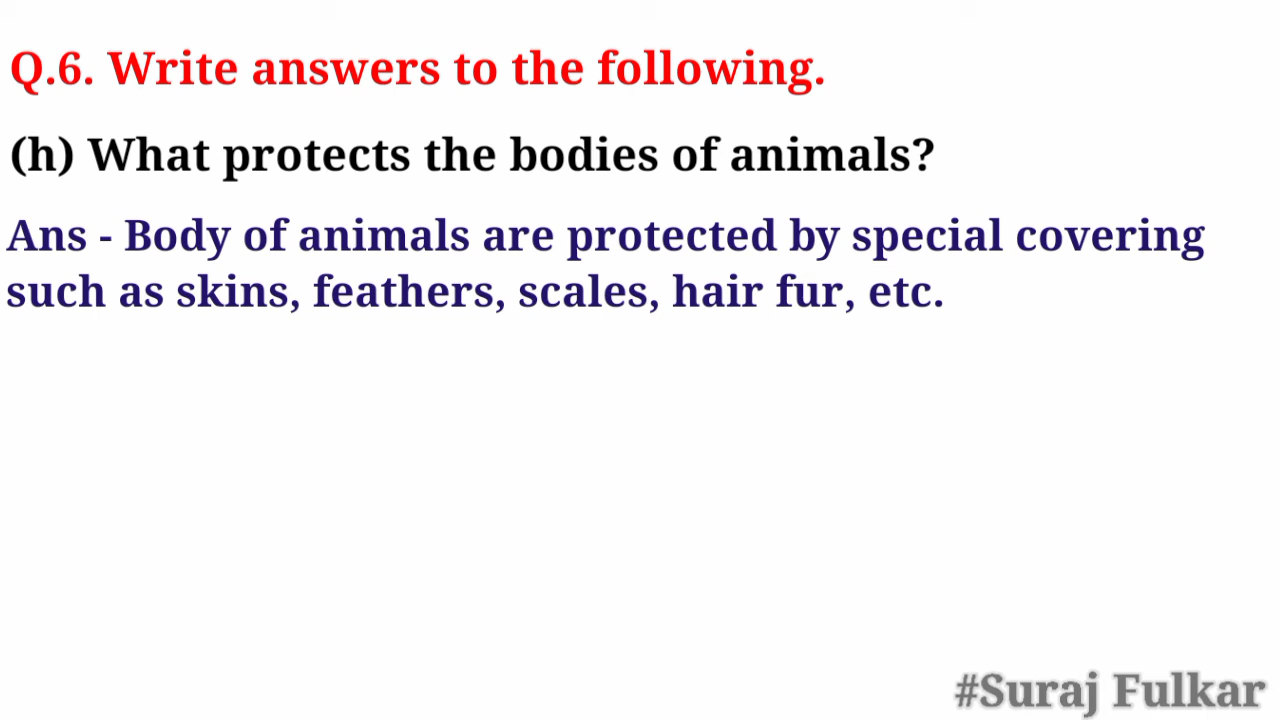 Q.6. Write answers to the following.
(h) What protects the bodies of animals?
Ans - Body of animals are protected by special covering
such as skins, feathers, scales, hair fur, etc.
#Suraj Fulkar